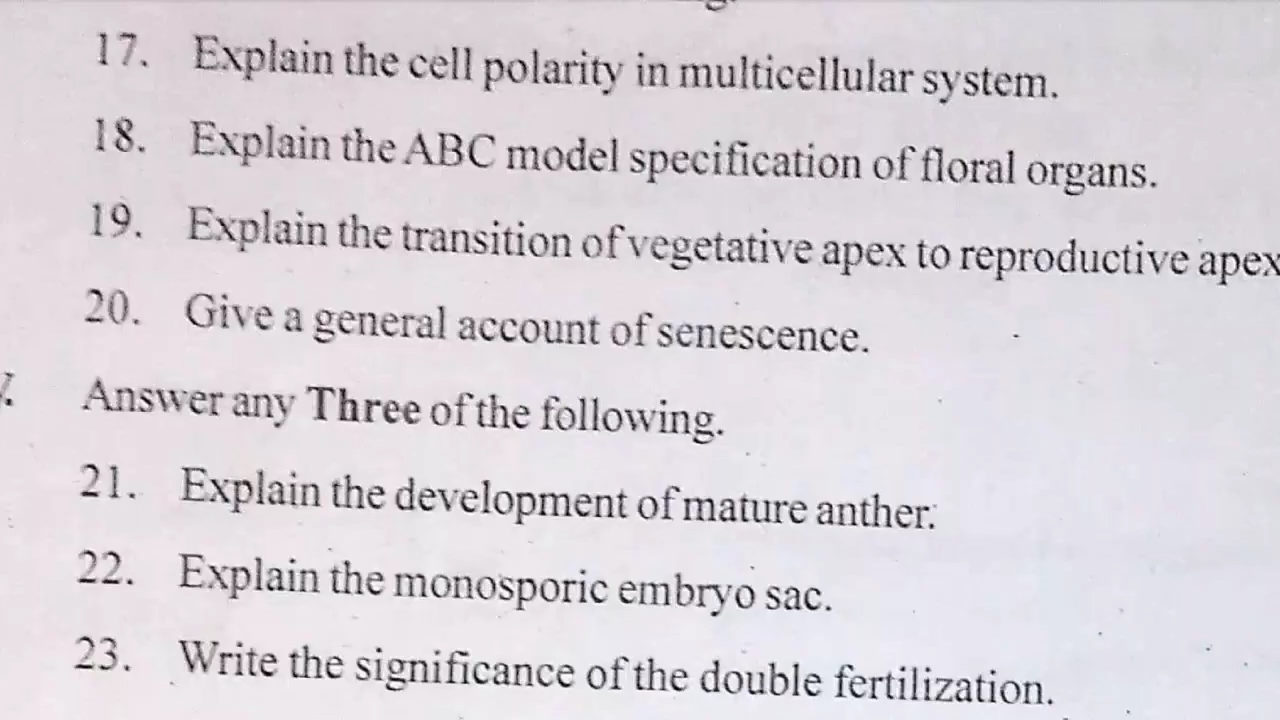 17. Explain the cell polarity in multicellular system.
18. Explain the ABC model specification of floral organs.
19. Explain the transition of vegetative apex to reproductive apex
20. Give a general account of senescence.
Answer any Three of the following.
21. Explain the development of mature anther.
22. Explain the monosporic embryo sac.
23. Write the significance of the double fertilization.